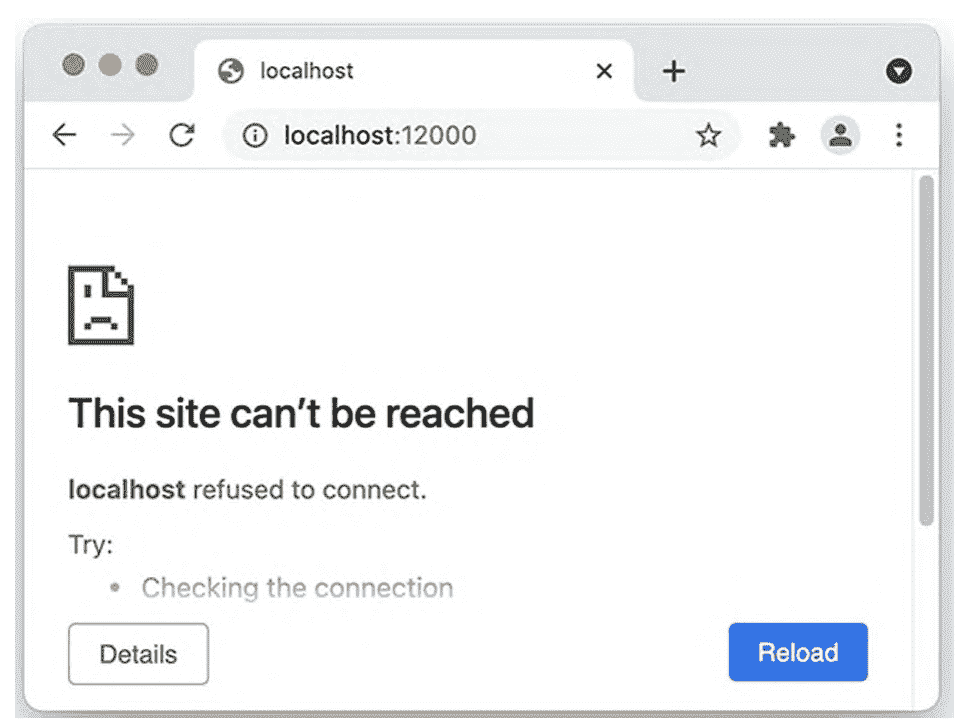 localhost
localhost:12000
This site can’t be reached
localhost refused to connect.
Try:
• Checking the connection
Details
Reload